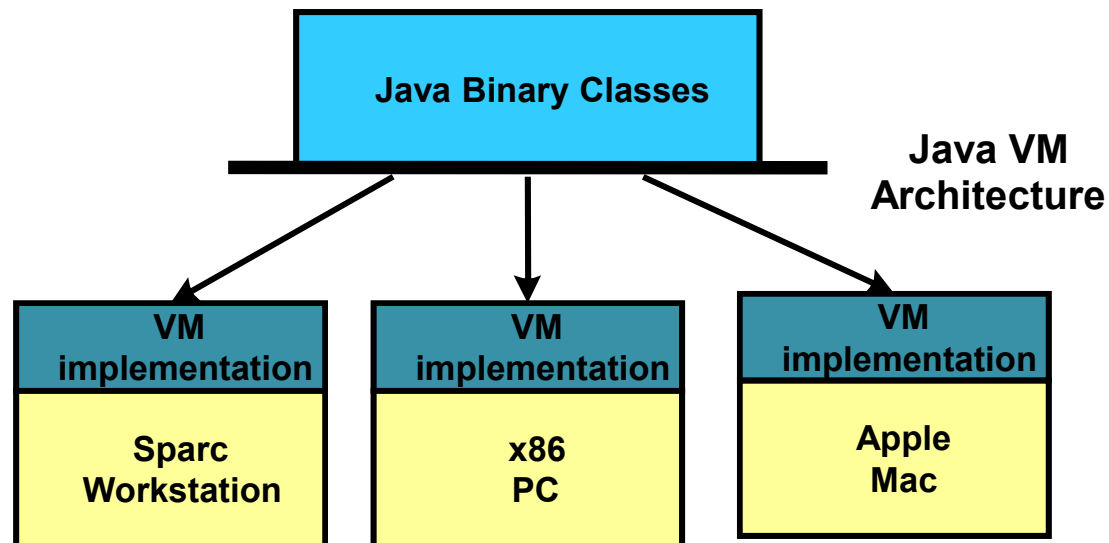 Java Binary Classes
Java VM
Architecture
VM
implementation
Sparc
Workstation
VM
implementation
x86
PC
VM
implementation
Apple
Mac